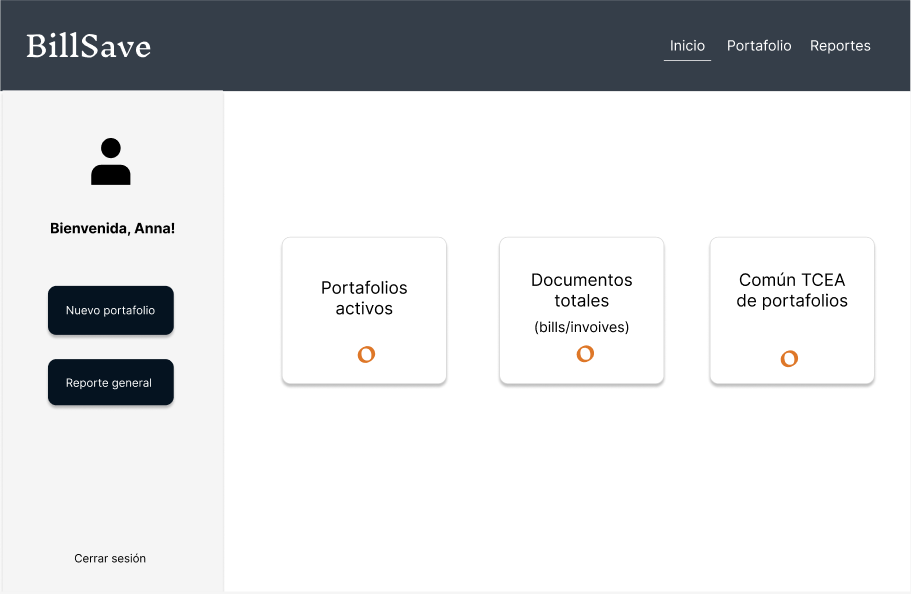 BillSave
Inicio
Portafolio
Reportes
Bienvenida, Anna!
Nuevo portafolio
Reporte general
Cerrar sesión
Portafolios
activos
0
Documentos
totales
(bills/invoives)
0
Común TCEA
de portafolios
0